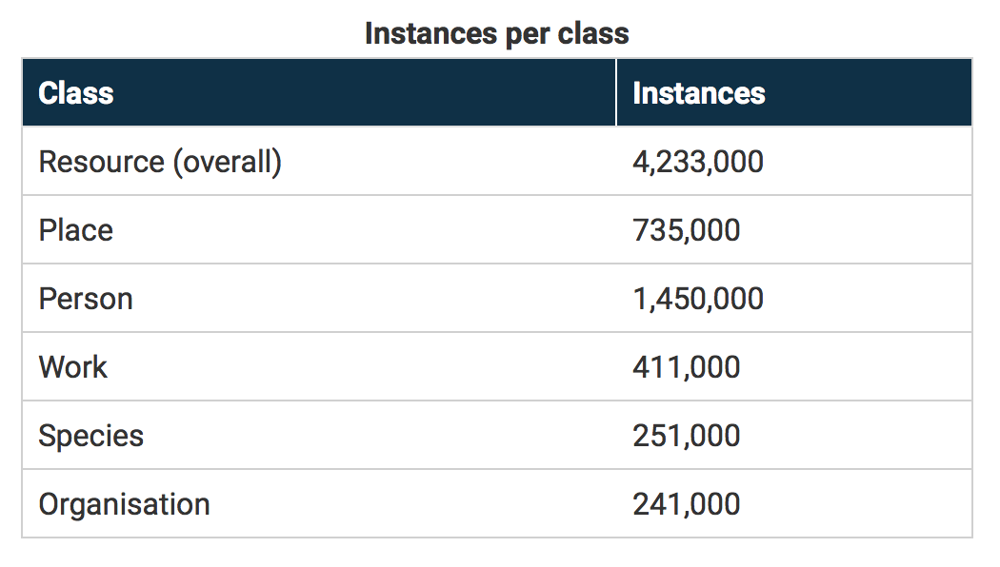 Instances per class
Class Instances
Resource (overall) 4,233,000
Place 735,000
Person 1,450,000
Work 411,000
Species 251,000
Organisation 241,000